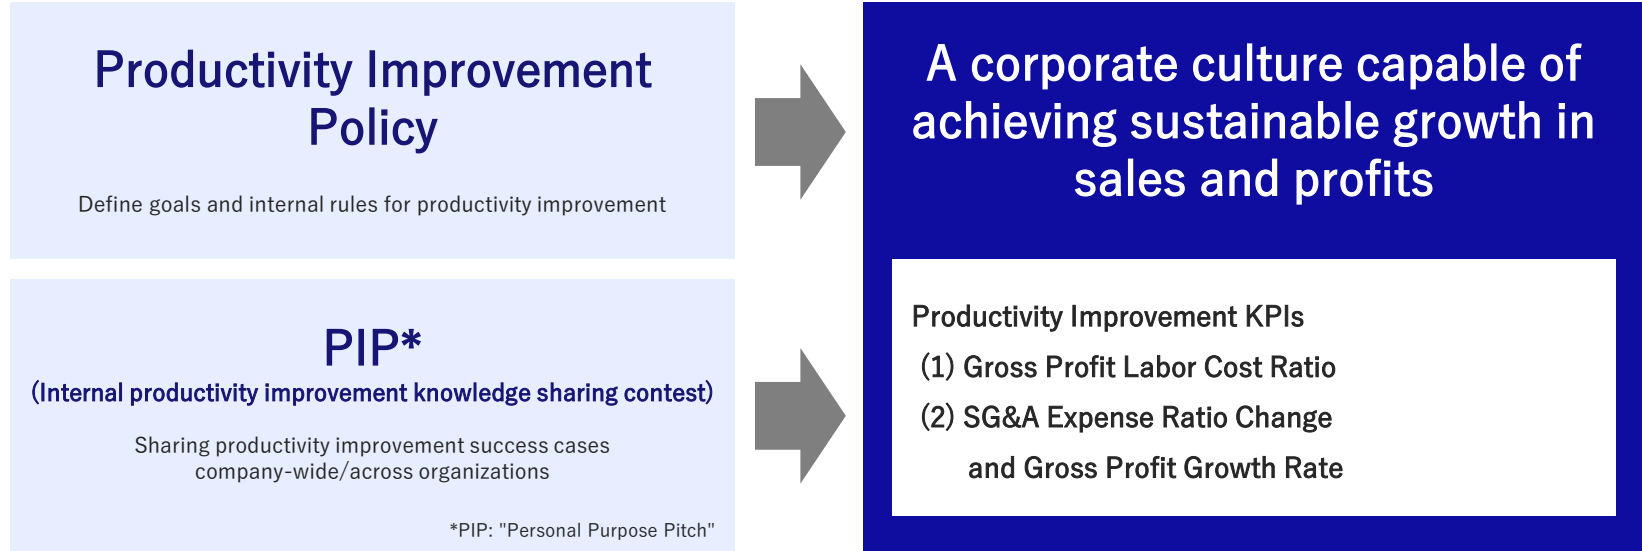 Productivity Improvement
Policy
Define goals and internal rules for productivity improvement
PIP*
(Internal productivity improvement knowledge sharing contest)
Sharing productivity improvement success cases
company-wide/across organizations
*PIP: "Personal Purpose Pitch"
A corporate culture capable of
achieving sustainable growth in
sales and profits
Productivity Improvement KPIs
(1) Gross Profit Labor Cost Ratio
(2) SG&A Expense Ratio Change
and Gross Profit Growth Rate